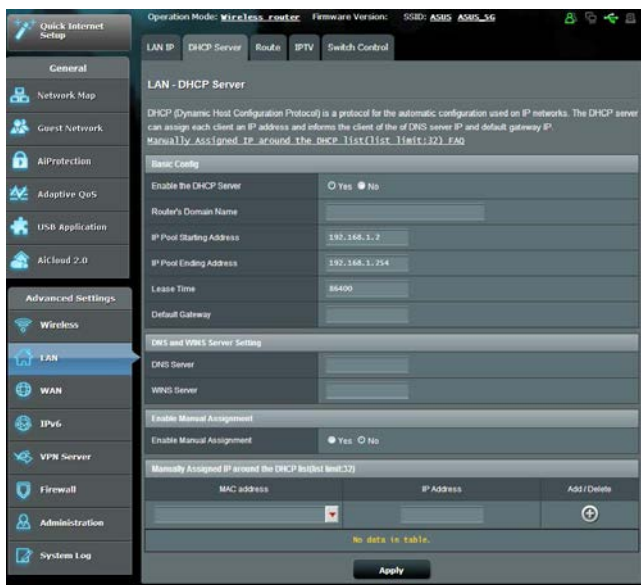 Quick Internet
Setup
Operation Mode: Wireless router Firmware Version: SSID: ASUS ASUS_5G
LAN IP DHCP Server Route IPTV Switch Control
General
Network Map
Guest Network
AiProtection
Adaptive QoS
USB Application
AiCloud 2.0
Advanced Settings
Wireless
LAN
WAN
IPv6
VPN Server
Firewall
Administration
System Log
LAN - DHCP Server
DHCP (Dynamic Host Configuration Protocol) is a protocol for the automatic configuration used on IP networks. The DHCP server
can assign each client an IP address and informs the client of the of DNS server IP and default gateway IP.
Manually Assigned IP around the DHCP list(list limit:32) FAQ
Basic Config
Enable the DHCP Server Yes No
Router's Domain Name
IP Pool Starting Address 192.168.1.2
IP Pool Ending Address 192.168.1.254
Lease Time 86400
Default Gateway
DNS and WINS Server Setting
DNS Server
WINS Server
Enable Manual Assignment
Enable Manual Assignment Yes No
Manually Assigned IP around the DHCP list(list limit:32)
MAC address IP Address Add / Delete
No data in table.
Apply